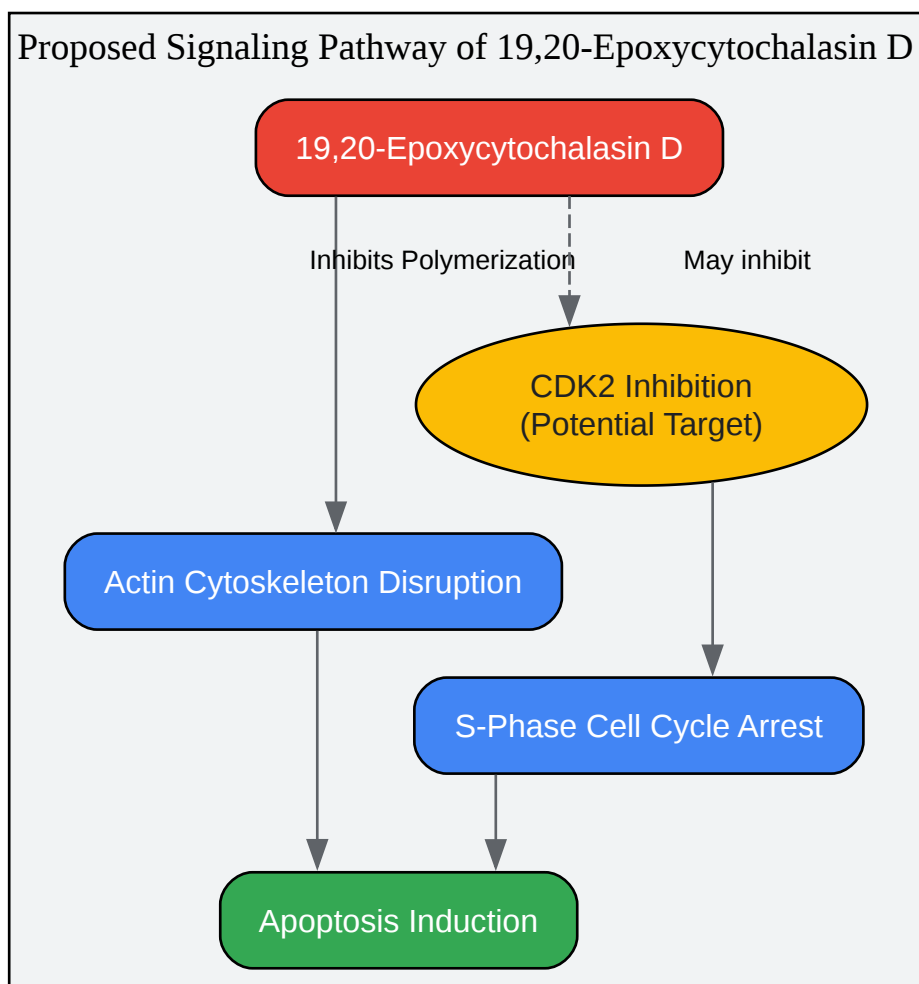 Proposed Signaling Pathway of 19,20-Epoxycytochalasin D
19,20-Epoxycytochalasin D
Inhibits Polymerization
May inhibit
CDK2 Inhibition
(Potential Target)
Actin Cytoskeleton Disruption
S-Phase Cell Cycle Arrest
Apoptosis Induction